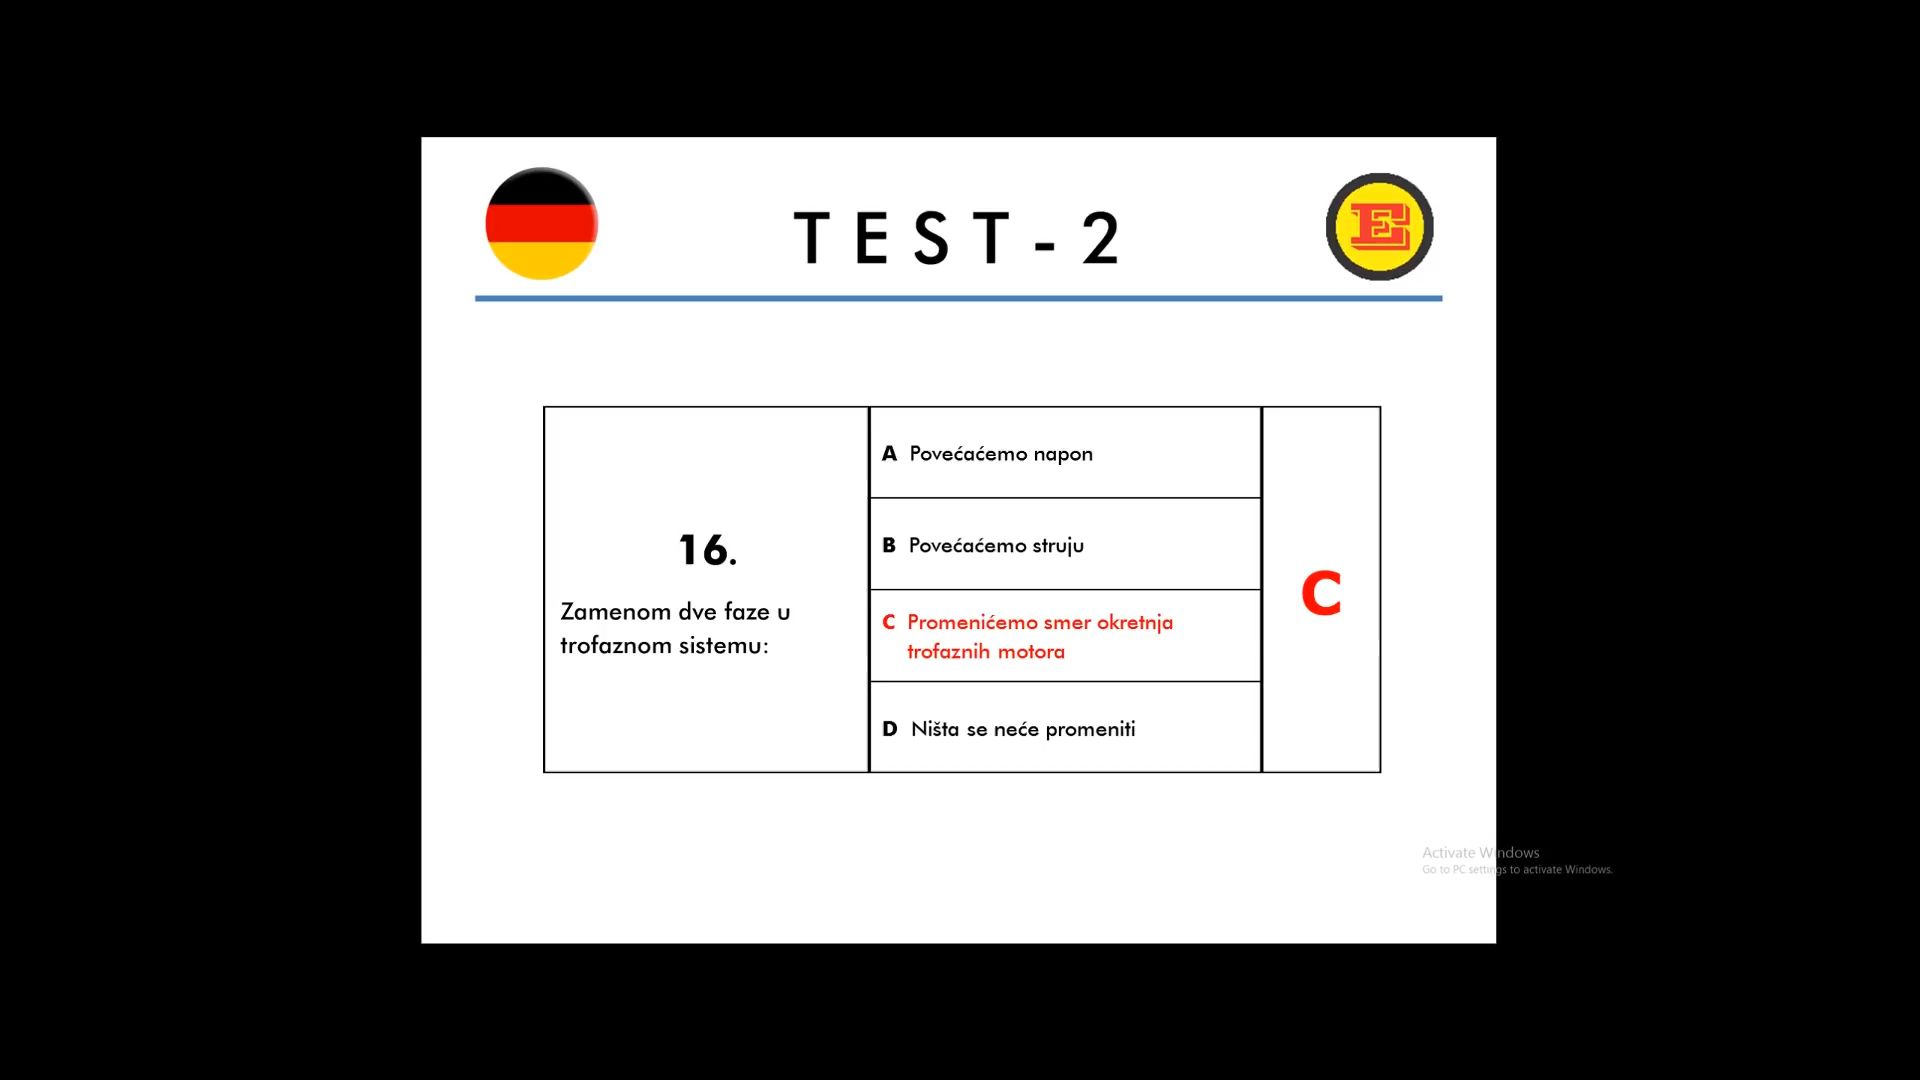 TEST-2
E
16.
Zamenom dve faze u
trofaznom sistemu:
A Povećaćemo napon
B Povećaćemo struju
C Promenićemo smer okretnja
trofaznih motora
D Ništa se neće promeniti
C
Activate Windows
Go to PC settings to activate Windows.